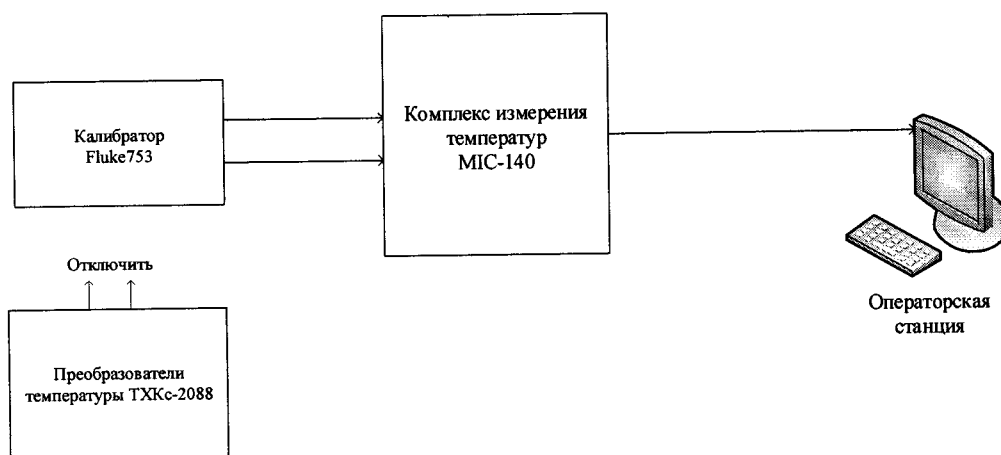 Калибратор
Fluke753
Комплекс измерения
температур
MIC-140
Отключить
Преобразователи
температуры ТХКс-2088
Операторская
станция